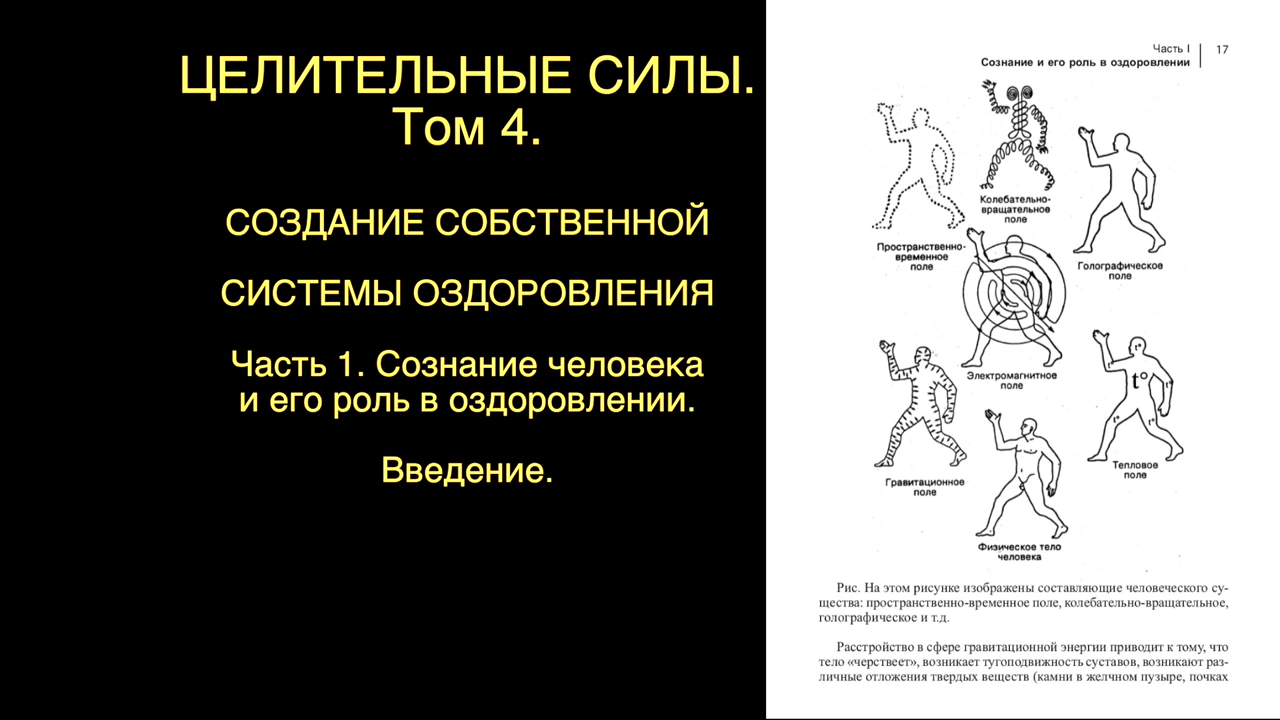 ЦЕЛИТЕЛЬНЫЕ СИЛЫ.
Том 4.
СОЗДАНИЕ СОБСТВЕННОЙ
СИСТЕМЫ ОЗДОРОВЛЕНИЯ
Часть 1. Сознание человека
и его роль в оздоровлении.
Введение.
Часть I
17
Сознание и его роль в оздоровлении
Колебательно-
вращательное
поле
Пространственно-
временное
поле
Голографическое
поле
Электромагнитное
поле
t°
t°
t°
t°
Гравитационное
поле
Тепловое
поле
Физическое тело
человека
Рис. На этом рисунке изображены составляющие человеческого су-
щества: пространственно-временное поле, колебательно-вращательное,
голографическое и т.д.
Расстройство в сфере гравитационной энергии приводит к тому, что
тело «черствеет», возникает тугоподвижность суставов, возникают раз-
личные отложения твердых веществ (камни в желчном пузыре, почках